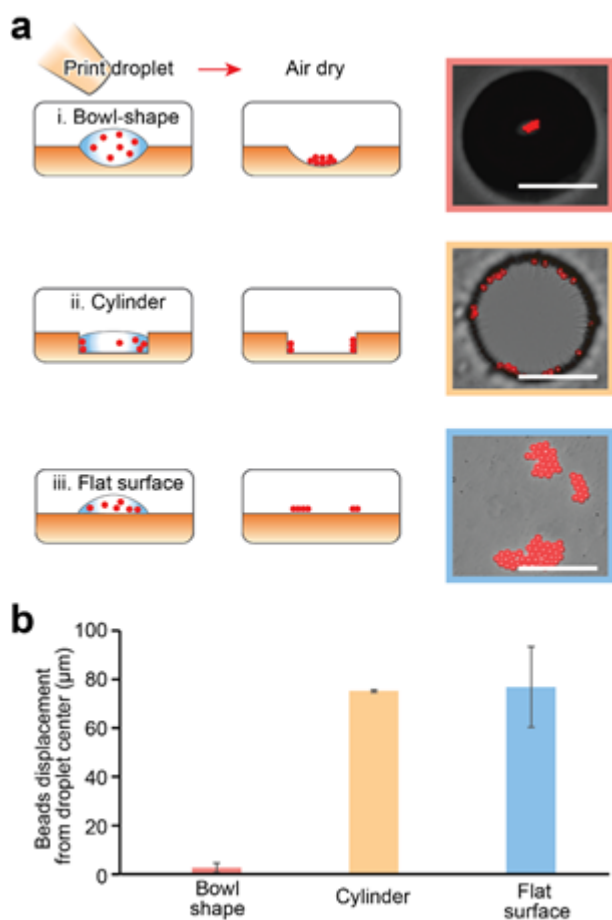 a
Print droplet → Air dry
i. Bowl-shape
ii. Cylinder
iii. Flat surface
b
Beads displacement
from droplet center (μm)
100
80
60
40
20
0
Bowl
shape
Cylinder
Flat
surface